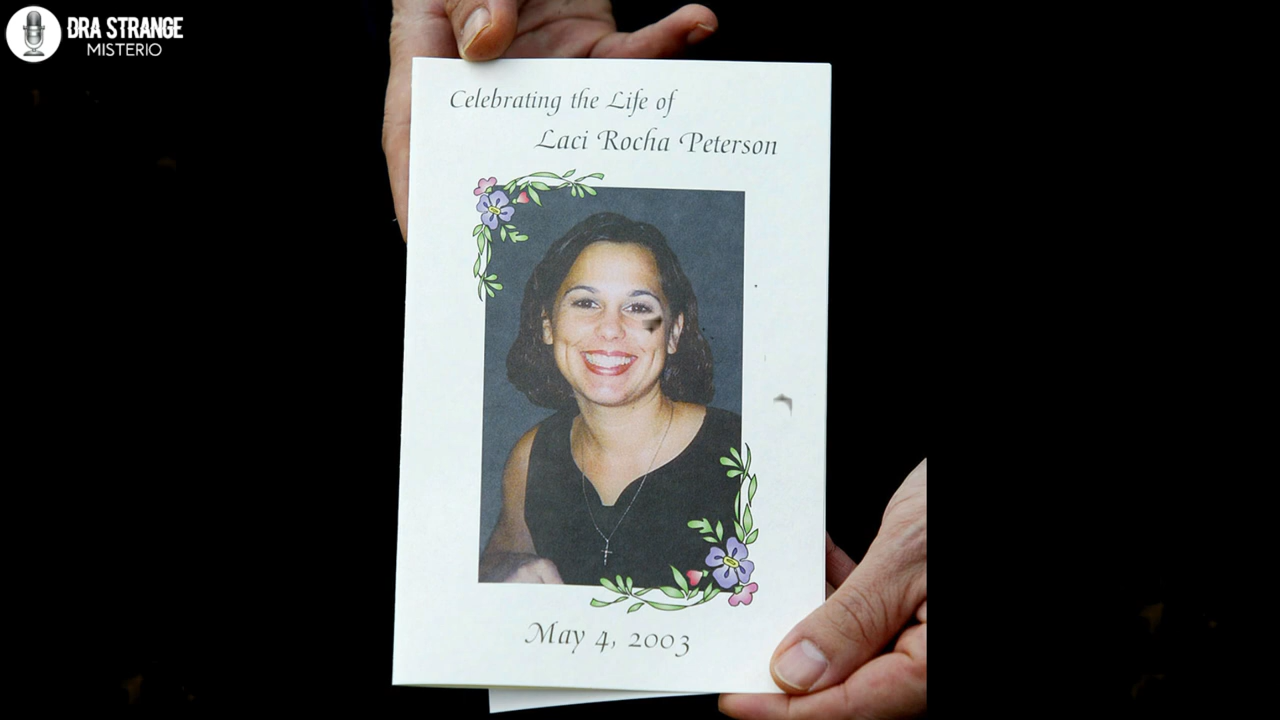 DRA STRANGE
MISTERIO
Celebrating the Life of
Laci Rocha Peterson
May 4, 2003